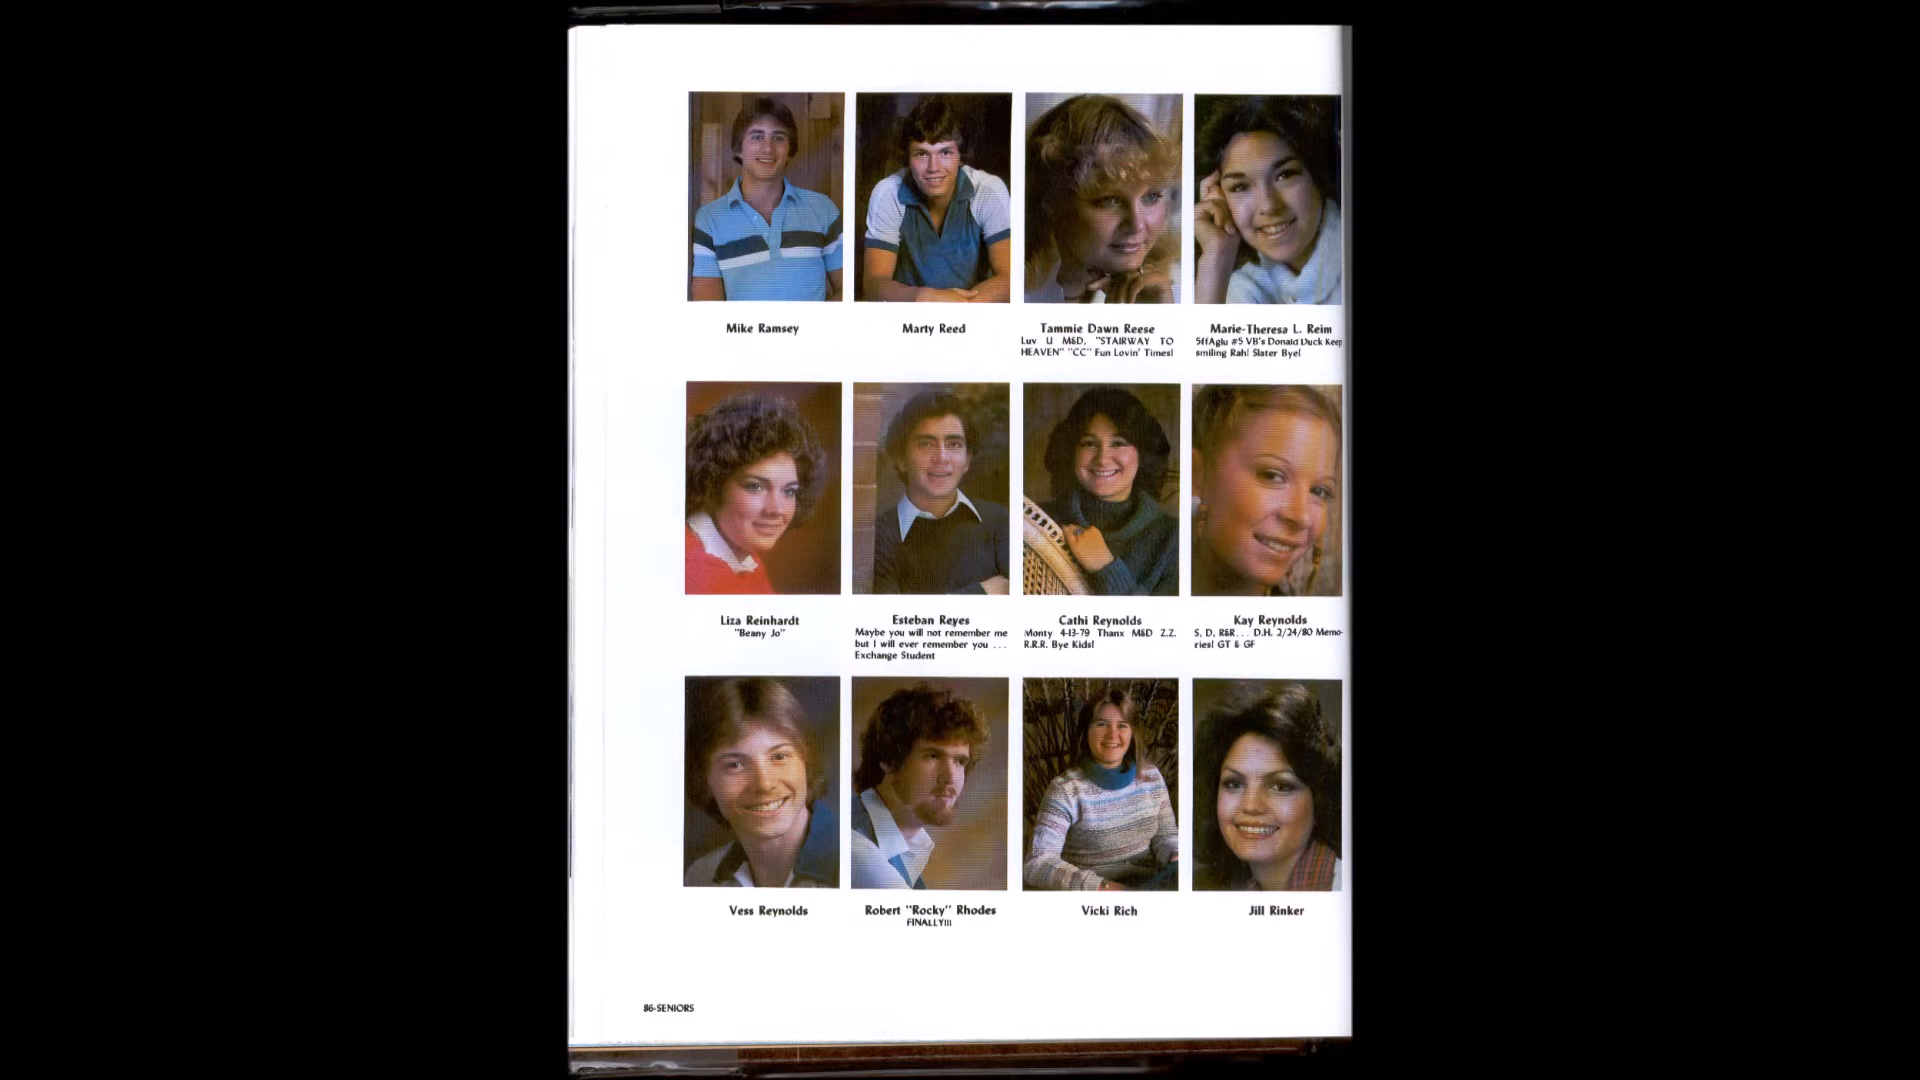 Mike Ramsey
Marty Reed
Tammie Dawn Reese
Luv U M&D, "STAIRWAY TO
HEAVEN" "CC" Fun Lovin' Times!
Marie-Theresa L. Reim
5ffAglu #5 VB's Donald Duck Keep
smiling Rah! Slater Bye!
Liza Reinhardt
"Beany Jo"
Esteban Reyes
Maybe you will not remember me
but I will ever remember you ...
Exchange Student
Cathi Reynolds
Monty 4-13-79 Thanx M&D Z.Z.
R.R.R. Bye Kids!
Kay Reynolds
S, D, R&R... D.H. 2/24/80 Memo-
ries! GT & GF
Vess Reynolds
Robert "Rocky" Rhodes
FINALLY!!!
Vicki Rich
Jill Rinker
86-SENIORS